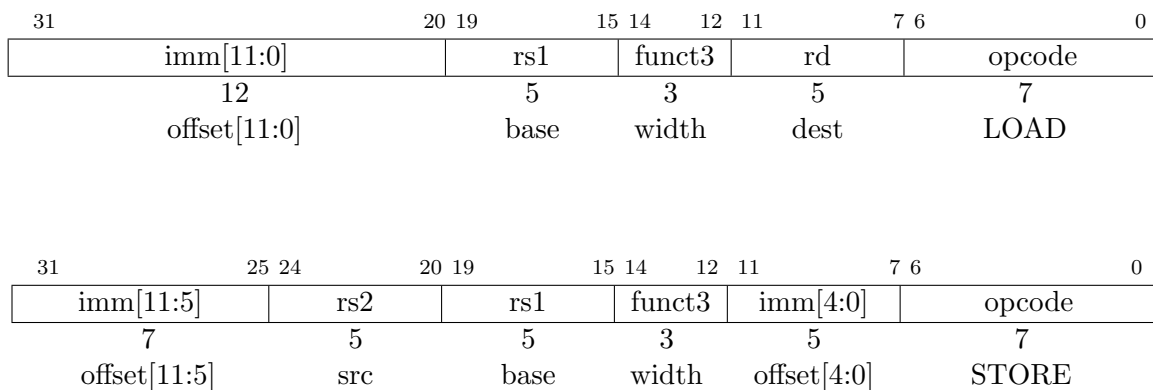 31 20 19 15 14 12 11 7 6 0
imm[11:0] rs1 funct3 rd opcode
12 5 3 5 7
offset[11:0] base width dest LOAD
31 25 24 20 19 15 14 12 11 7 6 0
imm[11:5] rs2 rs1 funct3 imm[4:0] opcode
7 5 5 3 5 7
offset[11:5] src base width offset[4:0] STORE